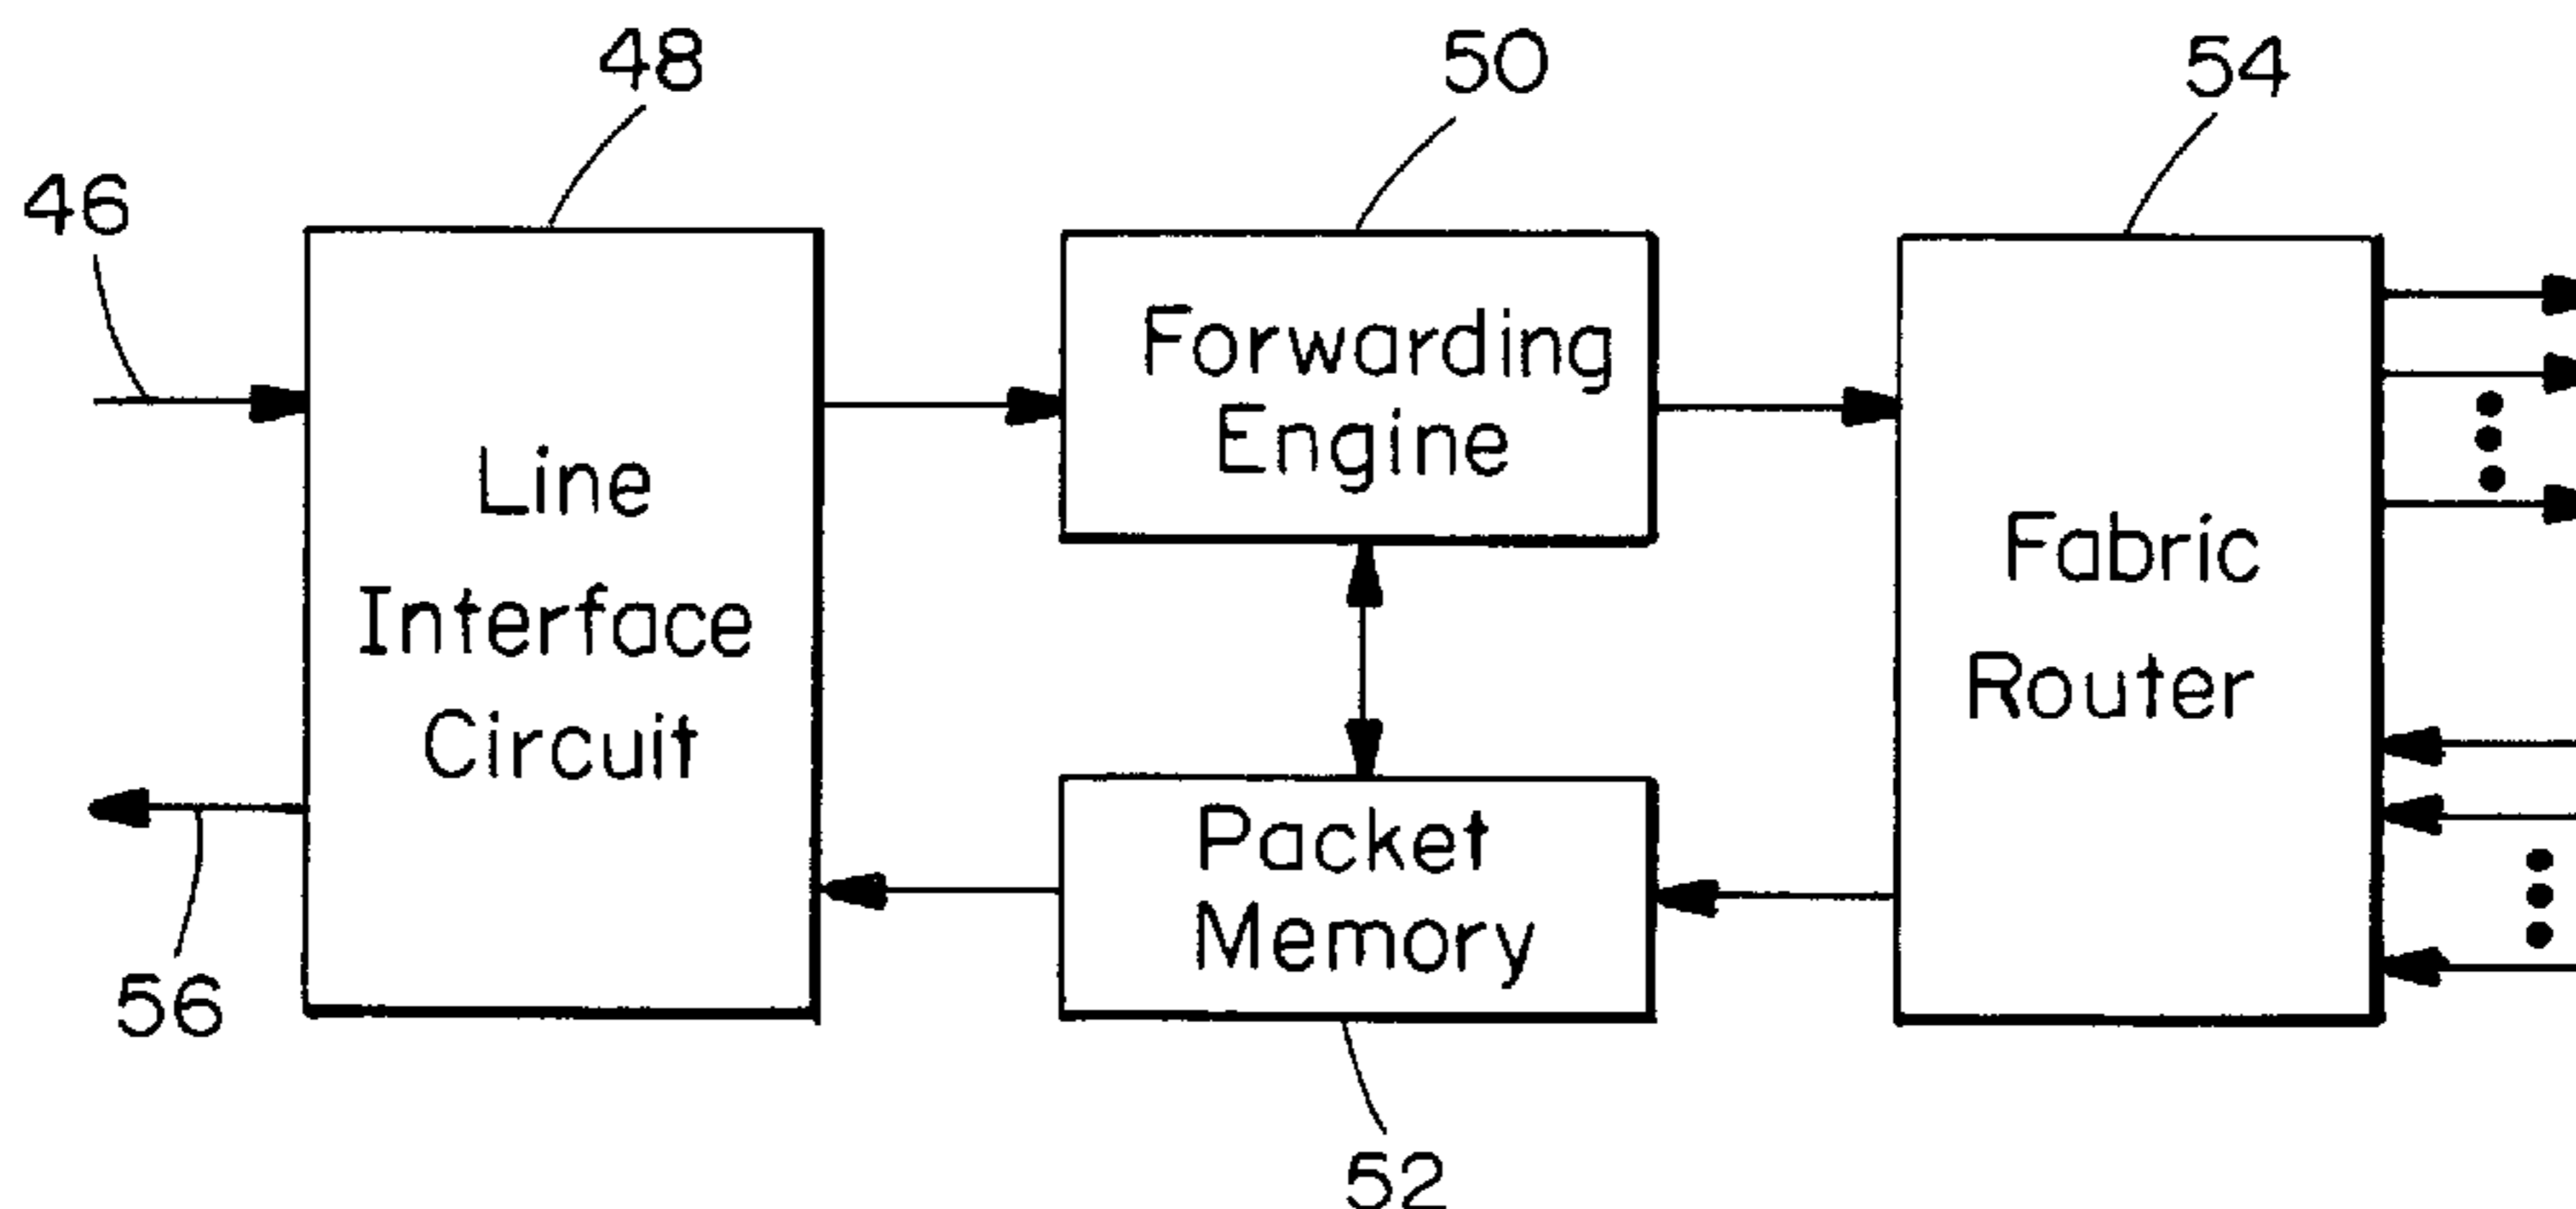 48
50
54
46
Line
Interface
Circuit
Forwarding
Engine
Fabric
Router
Packet
Memory
56
52